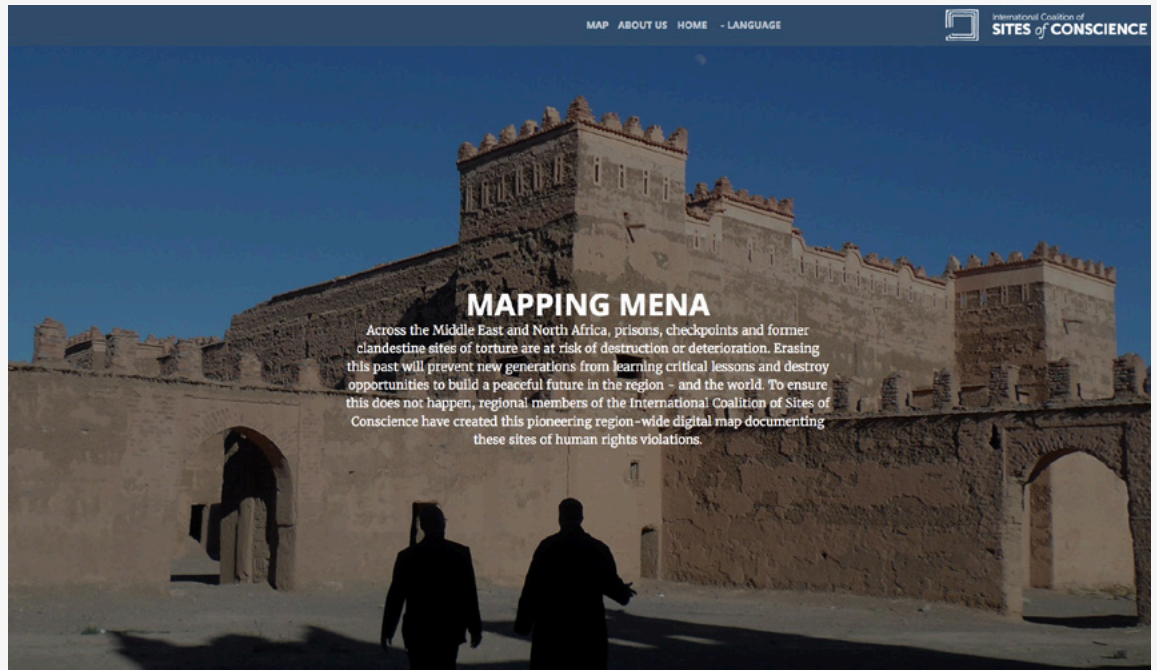 MAP ABOUT US HOME - LANGUAGE
International Coalition of
SITES of CONSCIENCE
MAPPING MENA
Across the Middle East and North Africa, prisons, checkpoints and former
clandestine sites of torture are at risk of destruction or deterioration. Erasing
this past will prevent new generations from learning critical lessons and destroy
opportunities to build a peaceful future in the region – and the world. To ensure
this does not happen, regional members of the International Coalition of Sites of
Conscience have created this pioneering region-wide digital map documenting
these sites of human rights violations.